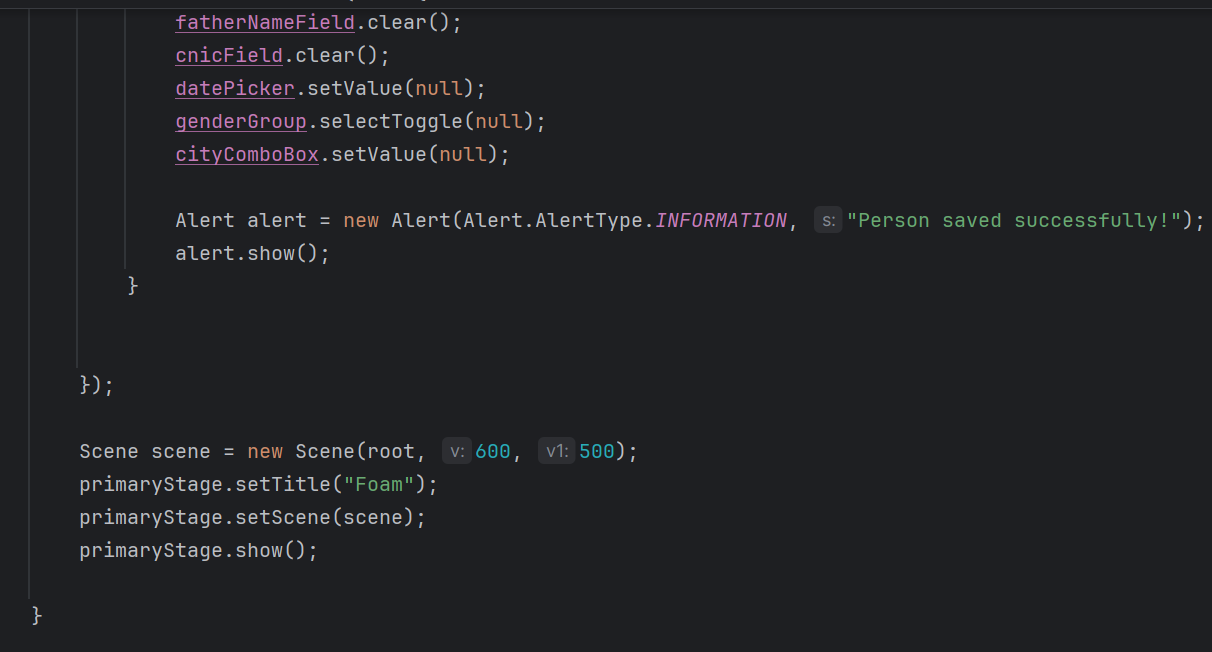 fatherNameField.clear();
cnicField.clear();
datePicker.setValue(null);
genderGroup.selectToggle(null);
cityComboBox.setValue(null);
Alert alert = new Alert(Alert.AlertType.INFORMATION, s: "Person saved successfully!");
alert.show();
}
});
Scene scene = new Scene(root, v: 600, v1: 500);
primaryStage.setTitle("Foam");
primaryStage.setScene(scene);
primaryStage.show();
}